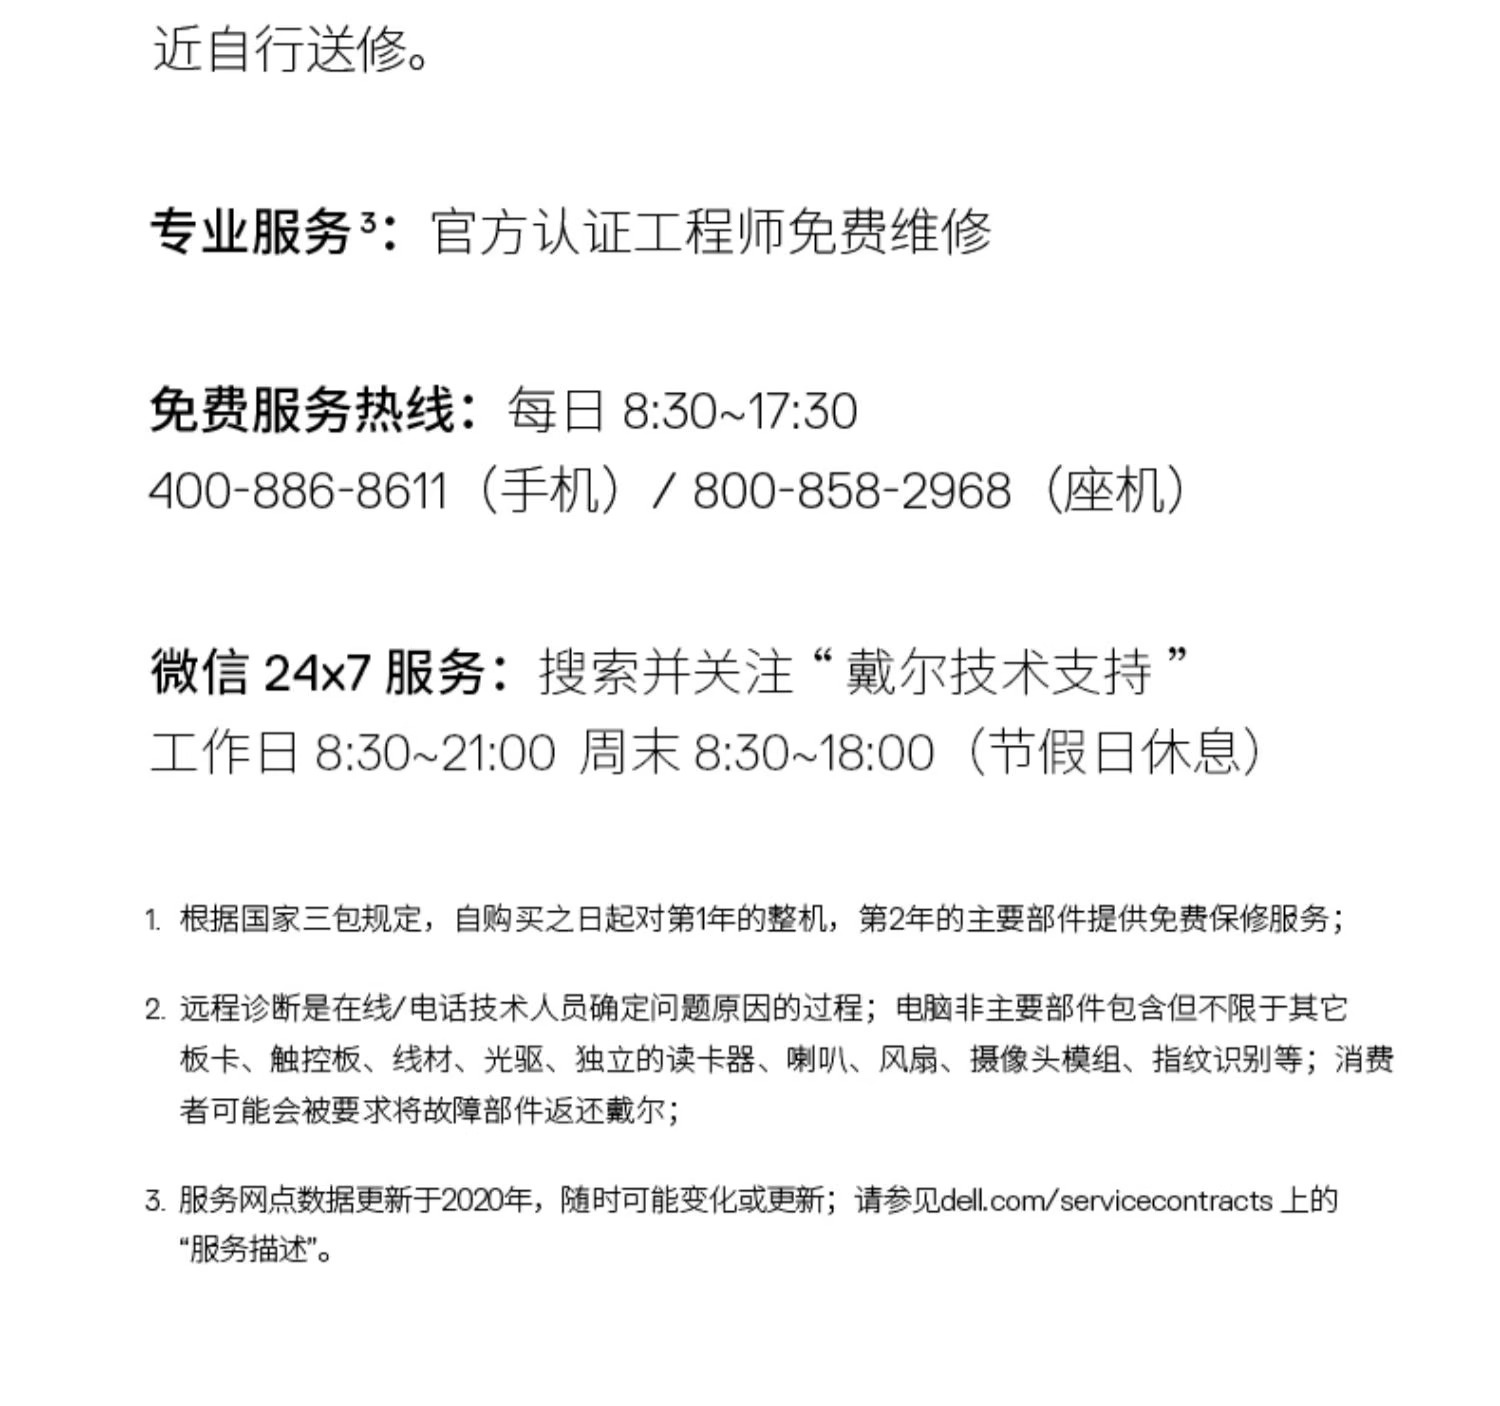 近自行送修。
专业服务³：官方认证工程师免费维修
免费服务热线：每日 8:30~17:30
400-886-8611（手机）/ 800-858-2968（座机）
微信 24x7 服务：搜索并关注 “ 戴尔技术支持 ”
工作日 8:30~21:00 周末 8:30~18:00（节假日休息）
1. 根据国家三包规定，自购买之日起对第1年的整机，第2年的主要部件提供免费保修服务；
2. 远程诊断是在线/电话技术人员确定问题原因的过程；电脑非主要部件包含但不限于其它
板卡、触控板、线材、光驱、独立的读卡器、喇叭、风扇、摄像头模组、指纹识别等；消费
者可能会被要求将故障部件返还戴尔；
3. 服务网点数据更新于2020年，随时可能变化或更新；请参见dell.com/servicecontracts 上的
“服务描述”。